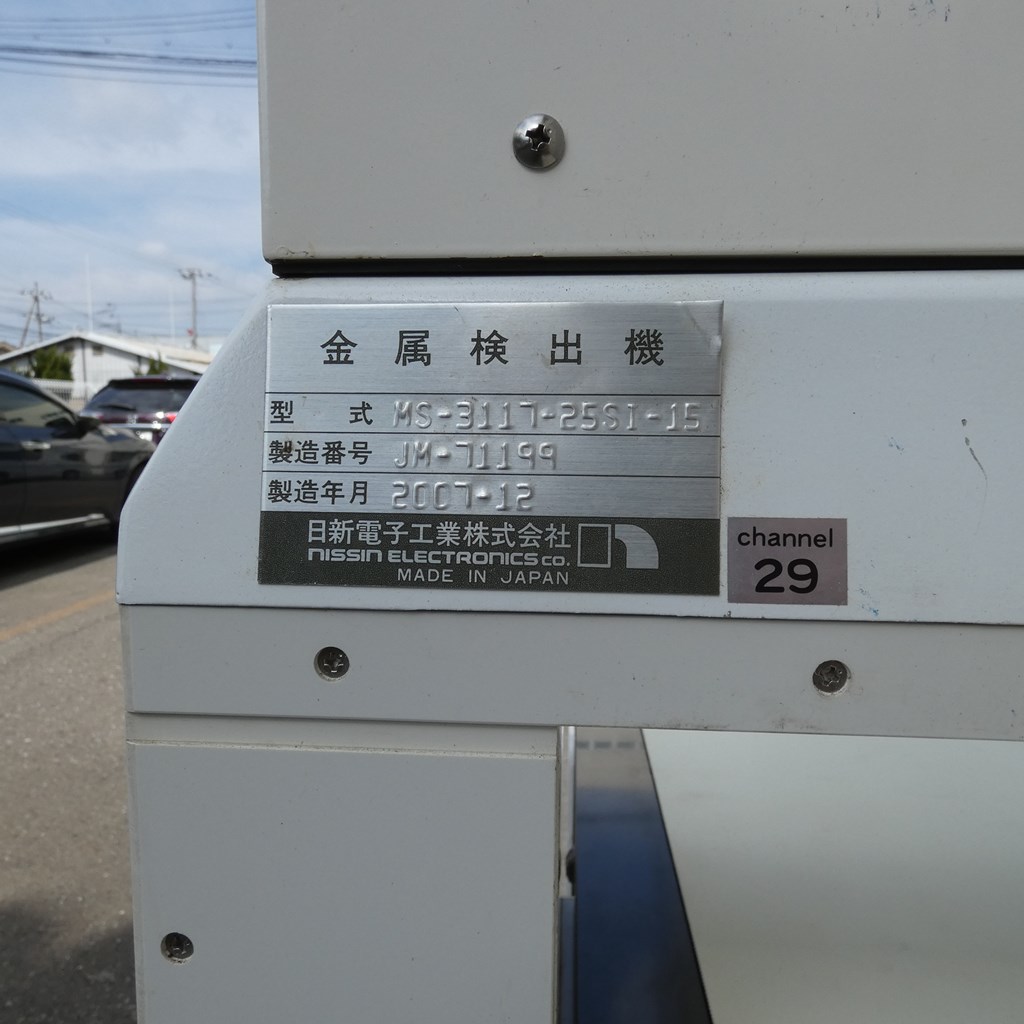 金属検出機
型式 MS-3117-25SI-15
製造番号 JM-71199
製造年月 2007-12
日新電子工業株式会社
NISSIN ELECTRONICS CO.
MADE IN JAPAN
channel
29